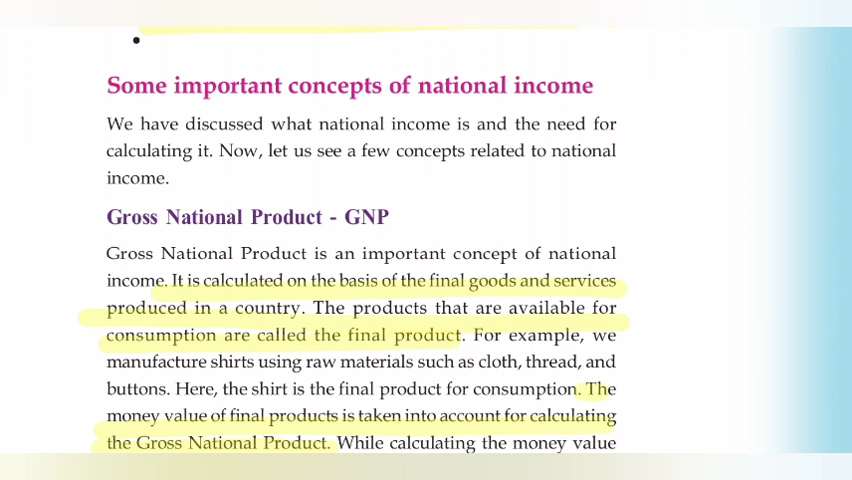 Some important concepts of national income
We have discussed what national income is and the need for
calculating it. Now, let us see a few concepts related to national
income.
Gross National Product - GNP
Gross National Product is an important concept of national
income. It is calculated on the basis of the final goods and services
produced in a country. The products that are available for
consumption are called the final product. For example, we
manufacture shirts using raw materials such as cloth, thread, and
buttons. Here, the shirt is the final product for consumption. The
money value of final products is taken into account for calculating
the Gross National Product. While calculating the money value